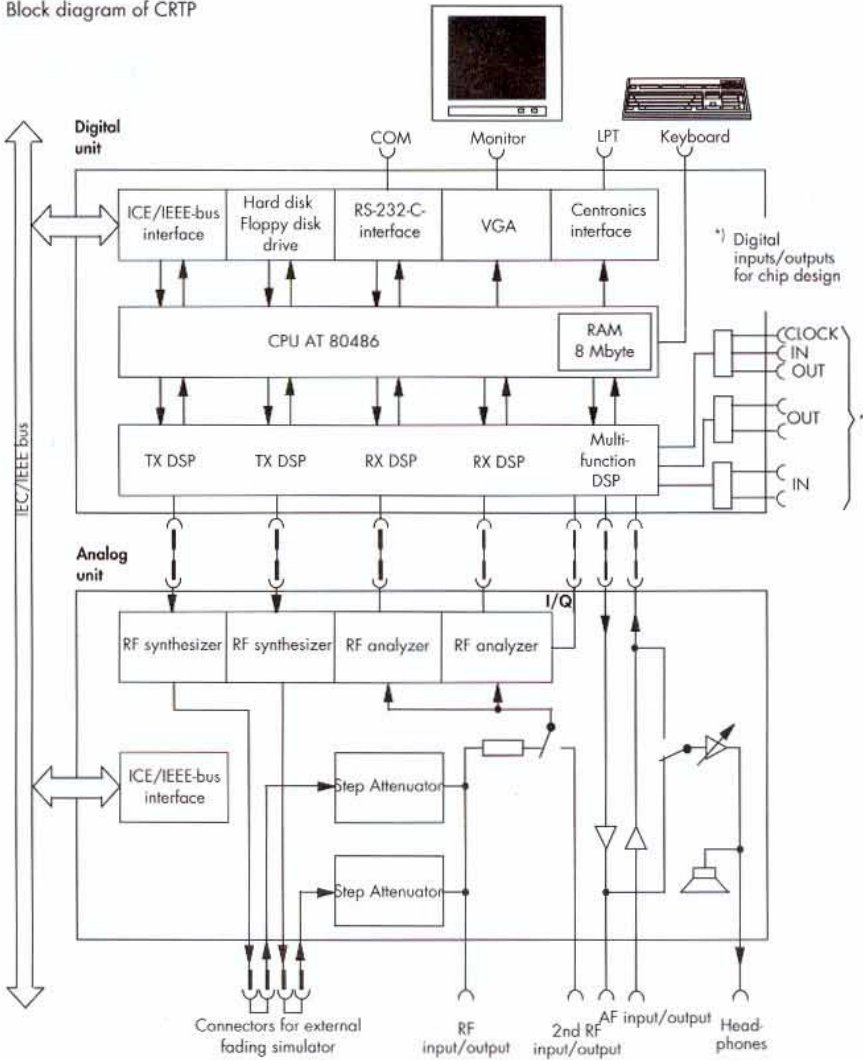 Block diagram of CRTP
Digital
unit
COM
Monitor
LPT
Keyboard
ICE/IEEE-bus
interface
Hard disk
Floppy disk
drive
RS-232-C-
interface
VGA
Centronics
interface
*) Digital
inputs/outputs
for chip design
CPU AT 80486
RAM
8 Mbyte
CLOCK
IN
OUT
OUT
IN
*
TX DSP
TX DSP
RX DSP
RX DSP
Multi-
function
DSP
IEC/IEEE bus
Analog
unit
I/Q
RF synthesizer
RF synthesizer
RF analyzer
RF analyzer
ICE/IEEE-bus
interface
Step Attenuator
Step Attenuator
Connectors for external
fading simulator
RF
input/output
2nd RF
input/output
AF input/output
Head-
phones